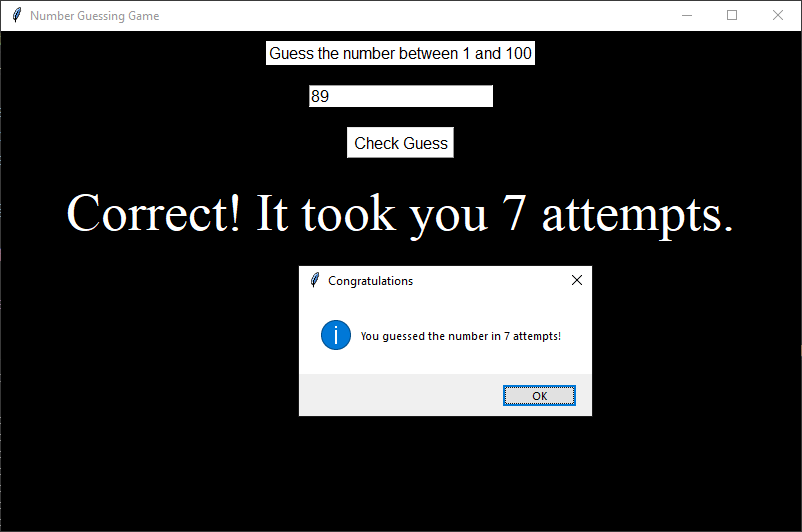 Number Guessing Game
Guess the number between 1 and 100
89
Check Guess
Correct! It took you 7 attempts.
Congratulations
You guessed the number in 7 attempts!
OK